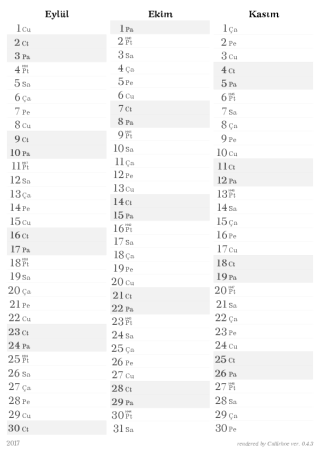 Eylül
1 Cu
2 Ct
3 Pa
4 Pt
5 Sa
6 Ça
7 Pe
8 Cu
9 Ct
10 Pa
11 Pt
12 Sa
13 Ça
14 Pe
15 Cu
16 Ct
17 Pa
18 Pt
19 Sa
20 Ça
21 Pe
22 Cu
23 Ct
24 Pa
25 Pt
26 Sa
27 Ça
28 Pe
29 Cu
30 Ct
Ekim
1 Pa
2 Pt
3 Sa
4 Ça
5 Pe
6 Cu
7 Ct
8 Pa
9 Pt
10 Sa
11 Ça
12 Pe
13 Cu
14 Ct
15 Pa
16 Pt
17 Sa
18 Ça
19 Pe
20 Cu
21 Ct
22 Pa
23 Pt
24 Sa
25 Ça
26 Pe
27 Cu
28 Ct
29 Pa
30 Pt
31 Sa
Kasım
1 Ça
2 Pe
3 Cu
4 Ct
5 Pa
6 Pt
7 Sa
8 Ça
9 Pe
10 Cu
11 Ct
12 Pa
13 Pt
14 Sa
15 Ça
16 Pe
17 Cu
18 Ct
19 Pa
20 Pt
21 Sa
22 Ça
23 Pe
24 Cu
25 Ct
26 Pa
27 Pt
28 Sa
29 Ça
30 Pe
2017
rendered by ver. 0.4.3